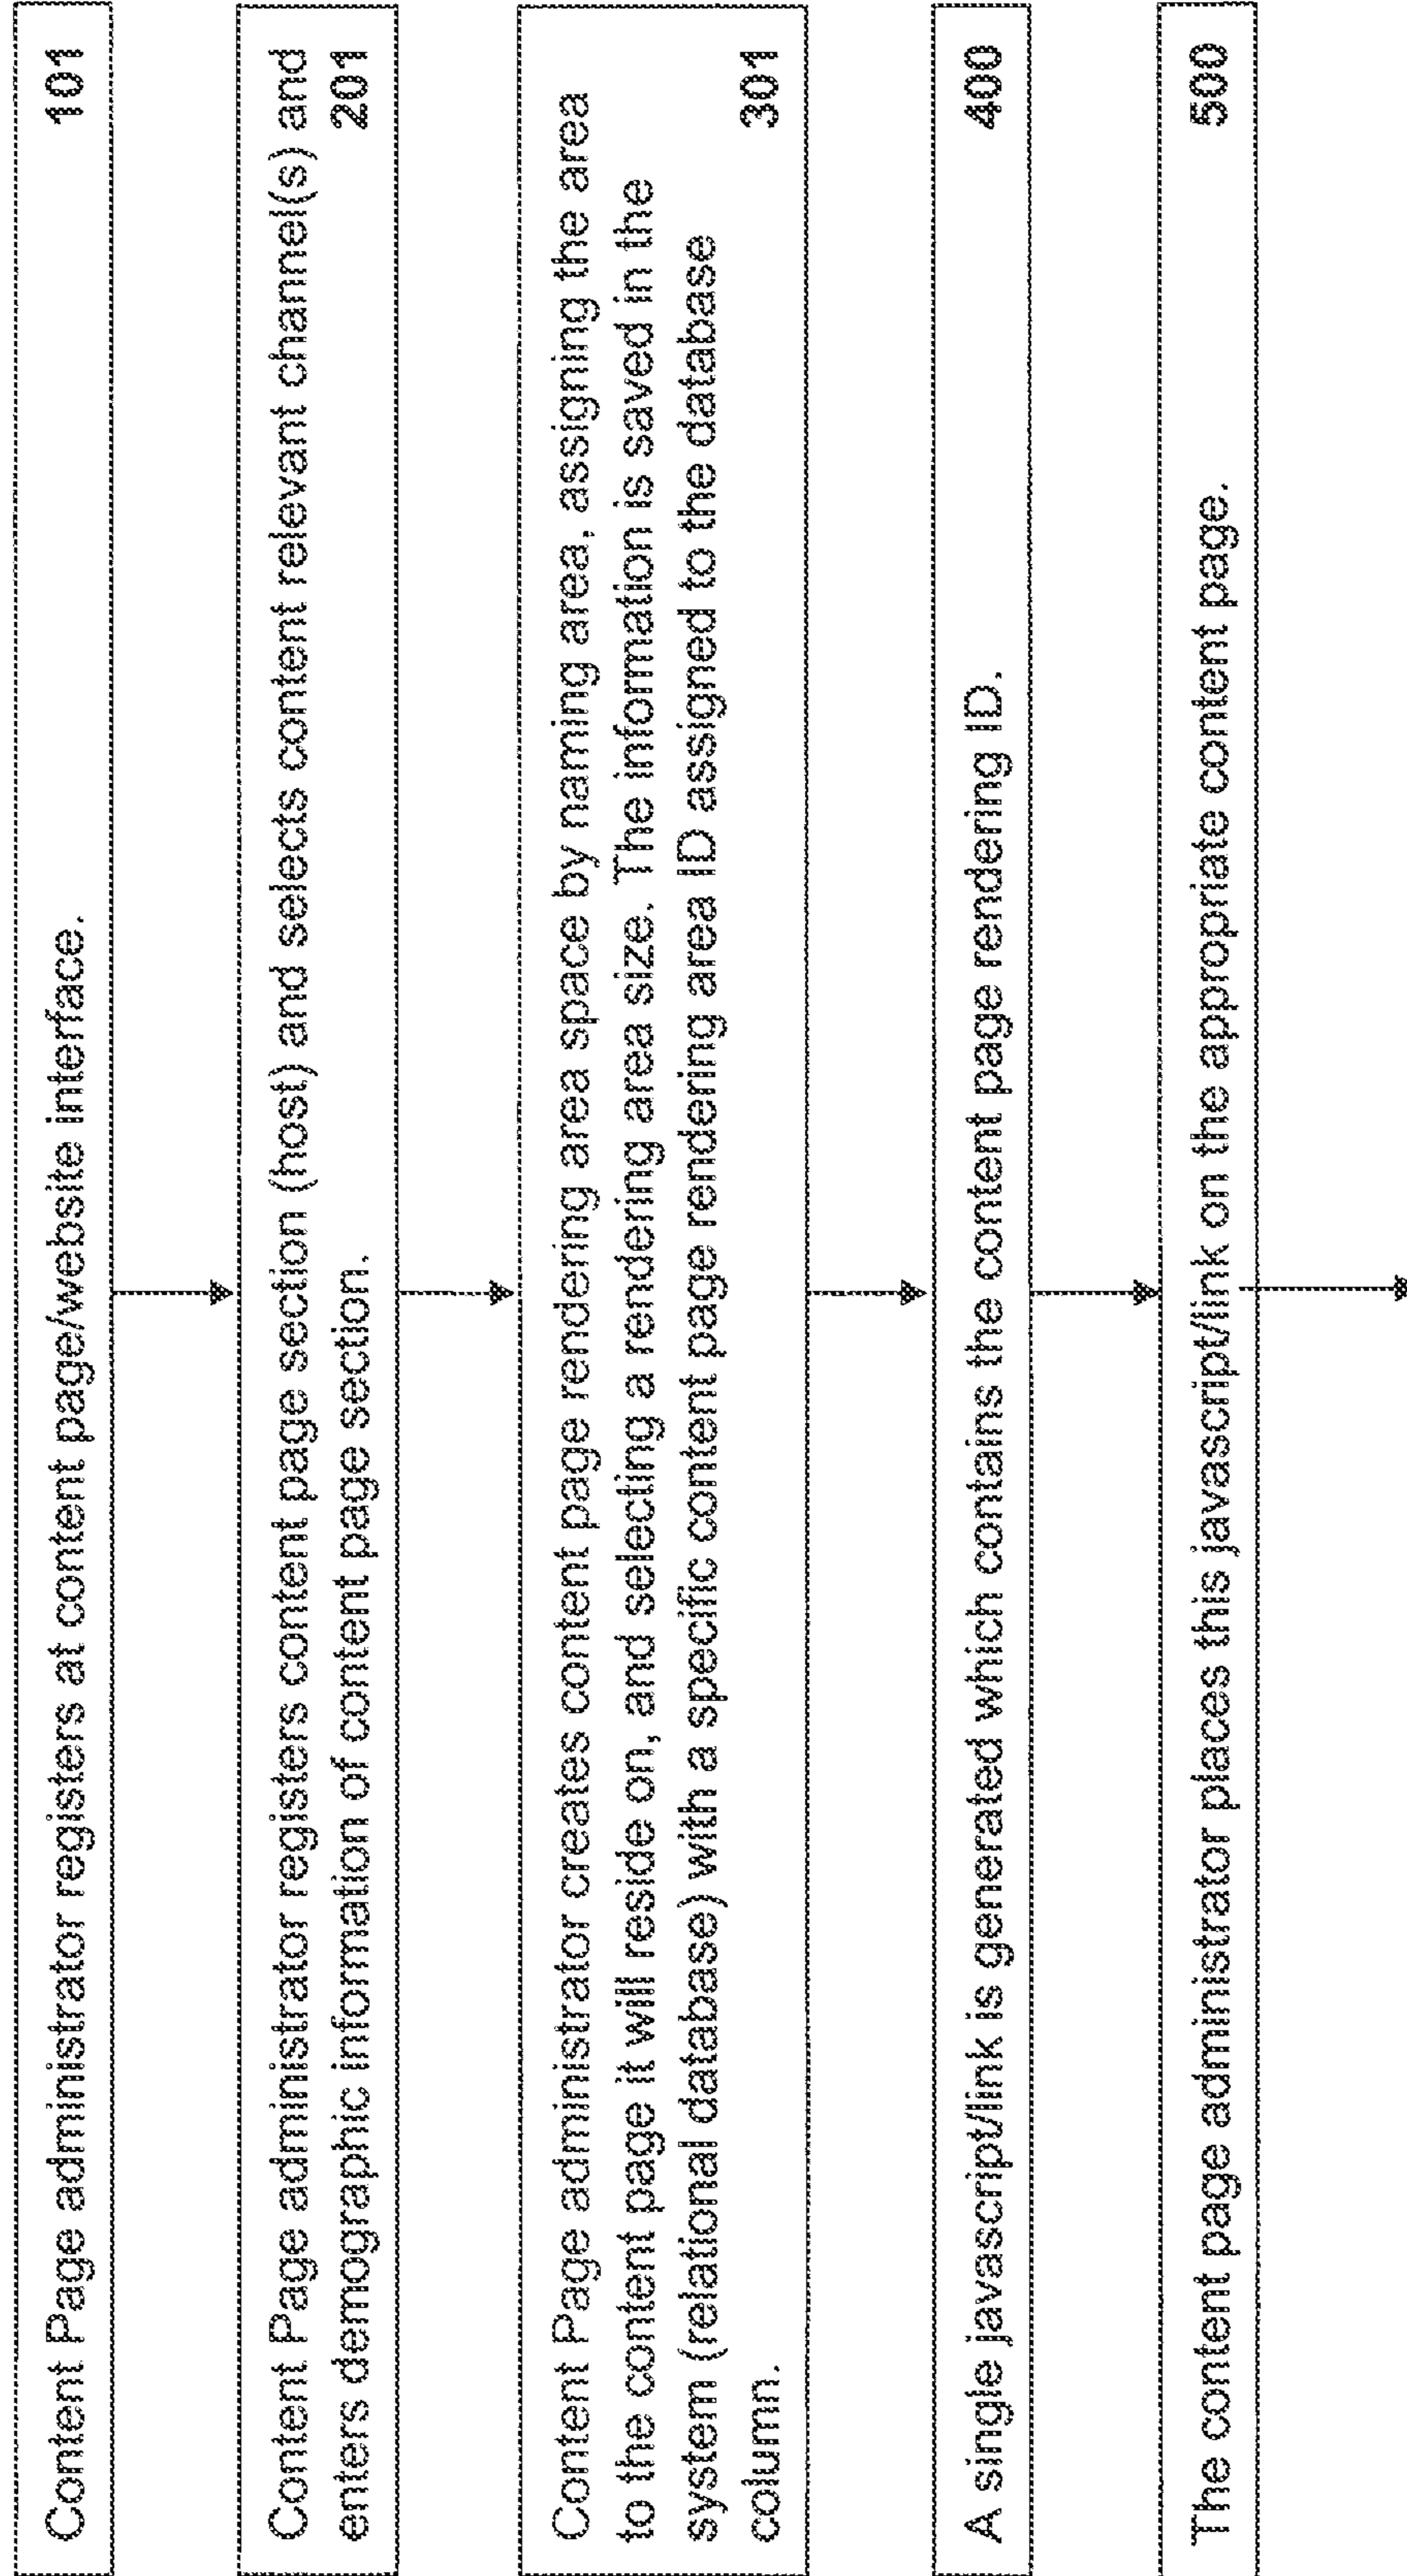 Content Page administrator registers at content page/website interface. 101
Content Page administrator registers content page section (host) and selects content relevant channel(s) and
enters demographic information of content page section. 201
Content Page administrator creates content page rendering area space by naming area, assigning the area
to the content page it will reside on, and selecting a rendering area size. The information is saved in the
system (relational database) with a specific content page rendering area ID assigned to the database
column. 301
A single javascript/link is generated which contains the content page rendering ID. 400
The content page administrator places this javascript/link on the appropriate content page. 500